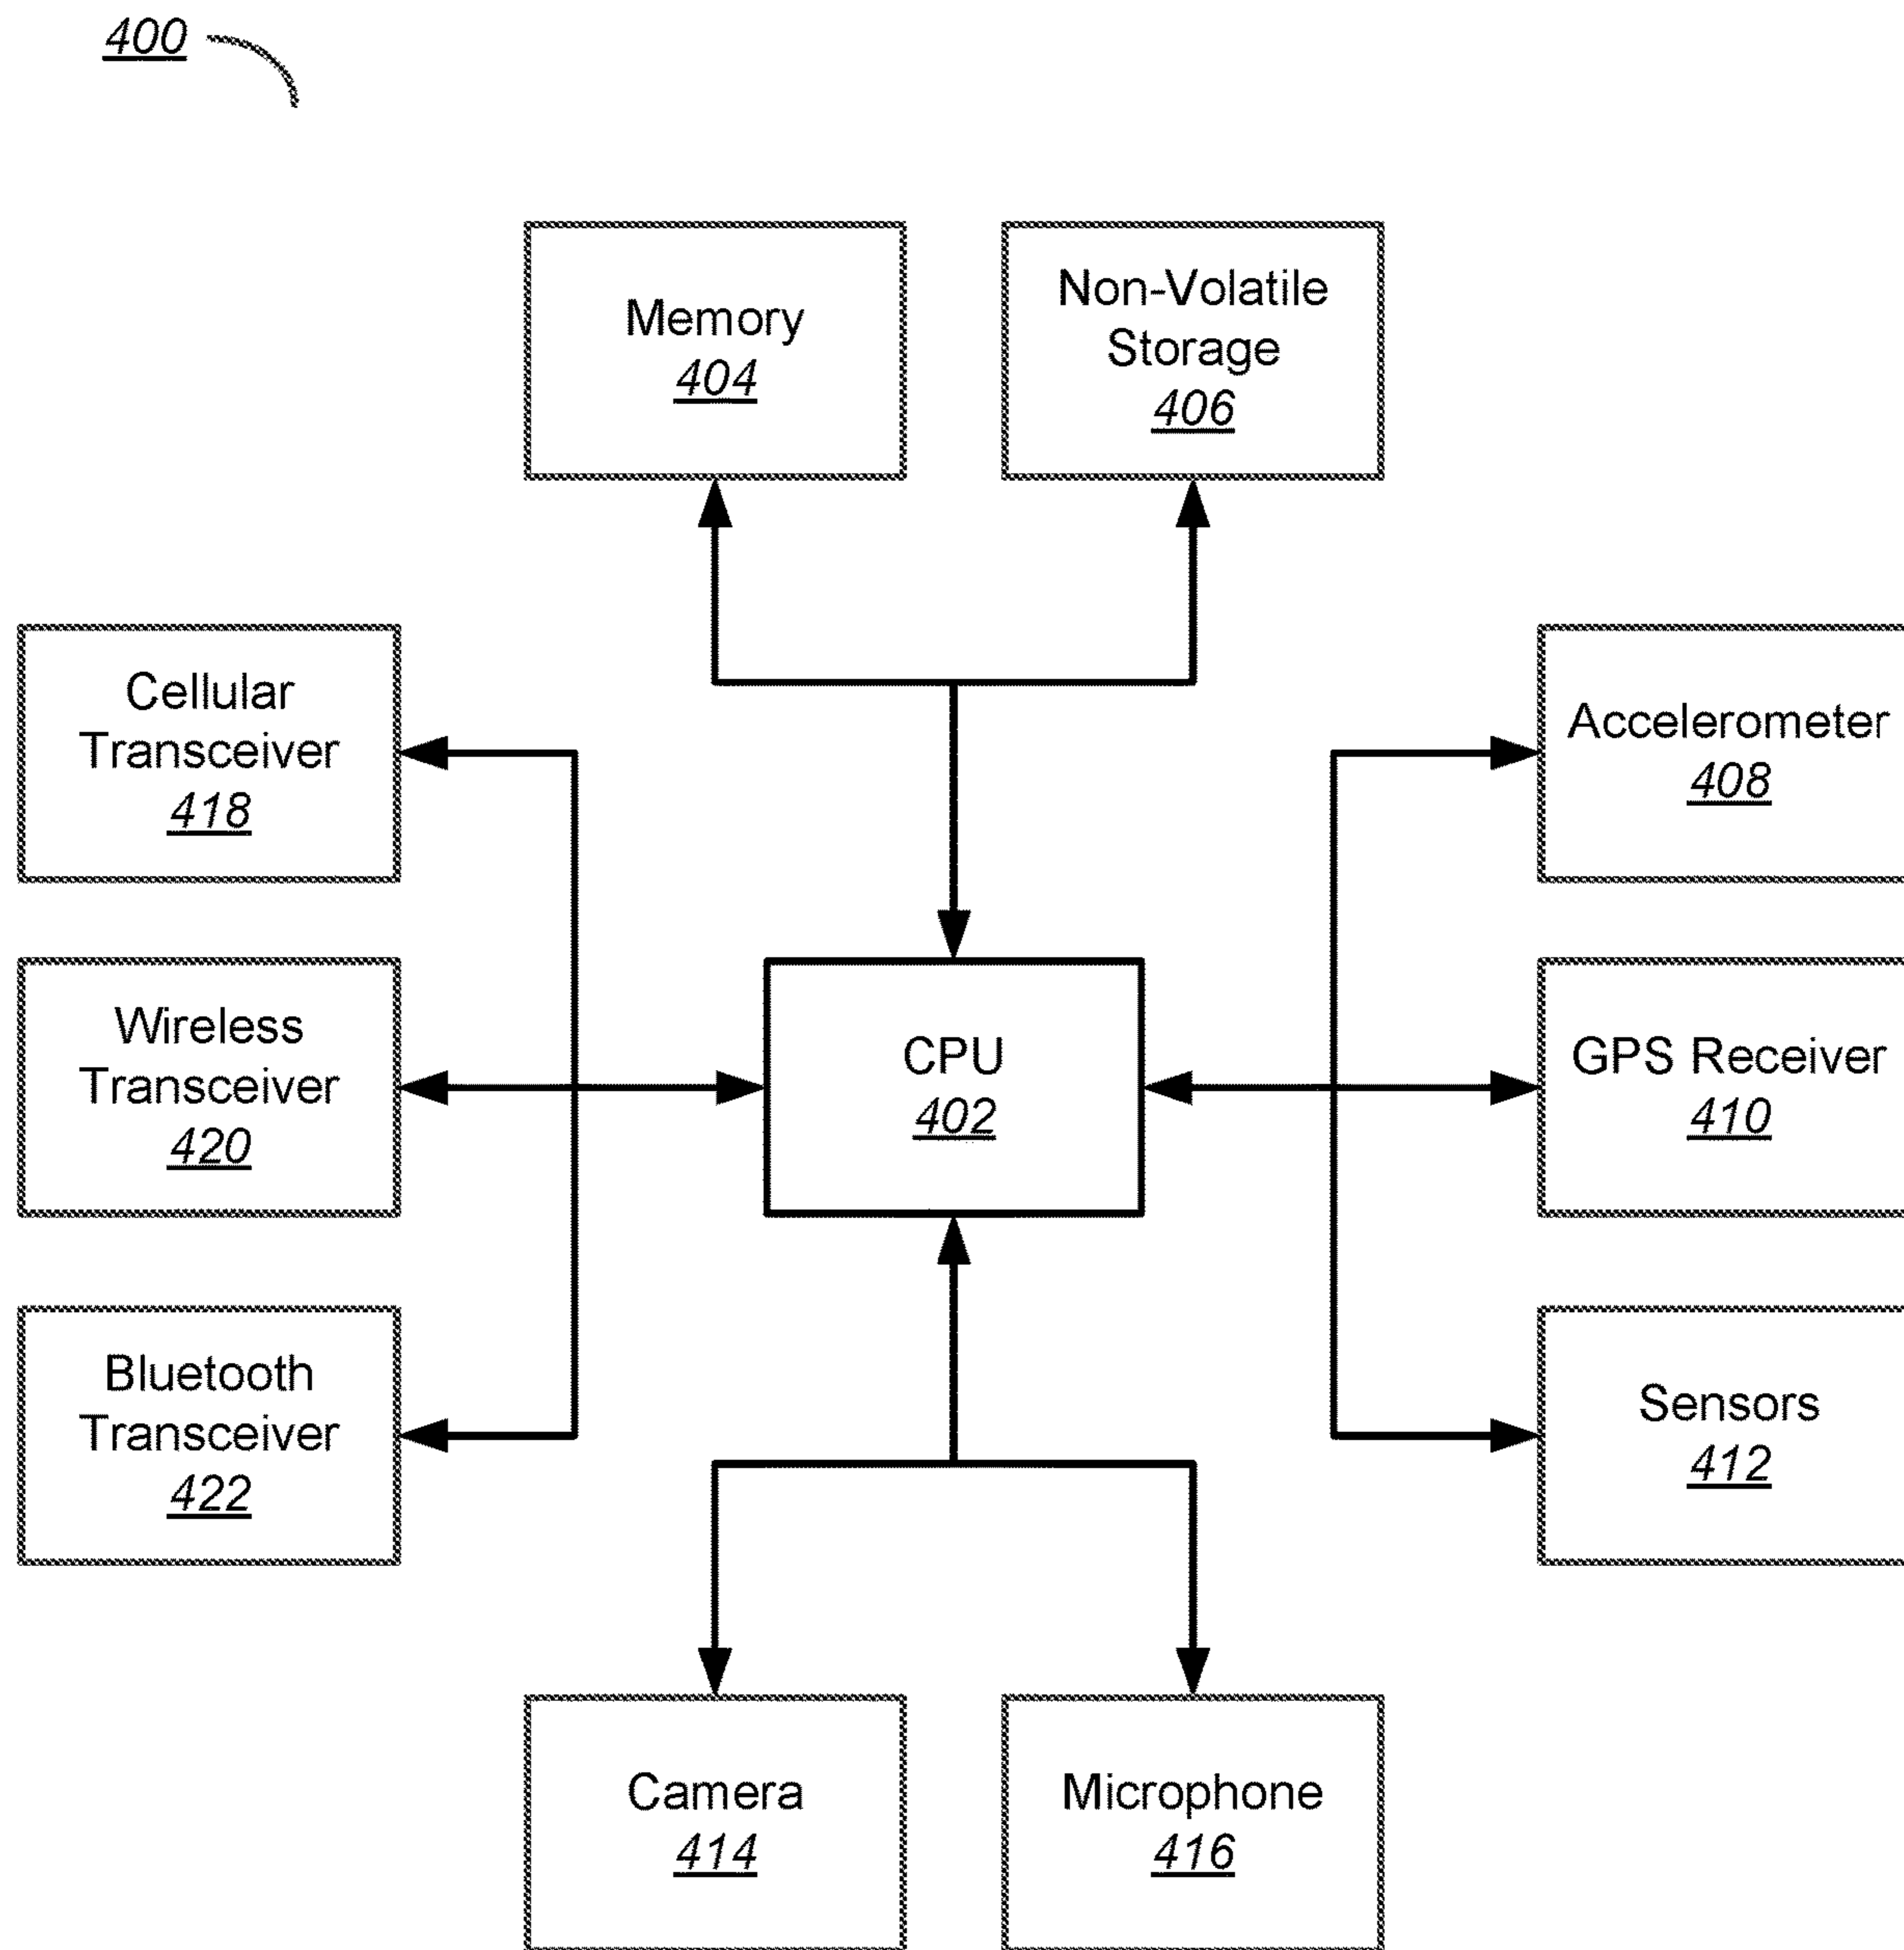 400
Memory
404
Non-Volatile
Storage
406
Cellular
Transceiver
418
Accelerometer
408
Wireless
Transceiver
420
CPU
402
GPS Receiver
410
Bluetooth
Transceiver
422
Sensors
412
Camera
414
Microphone
416